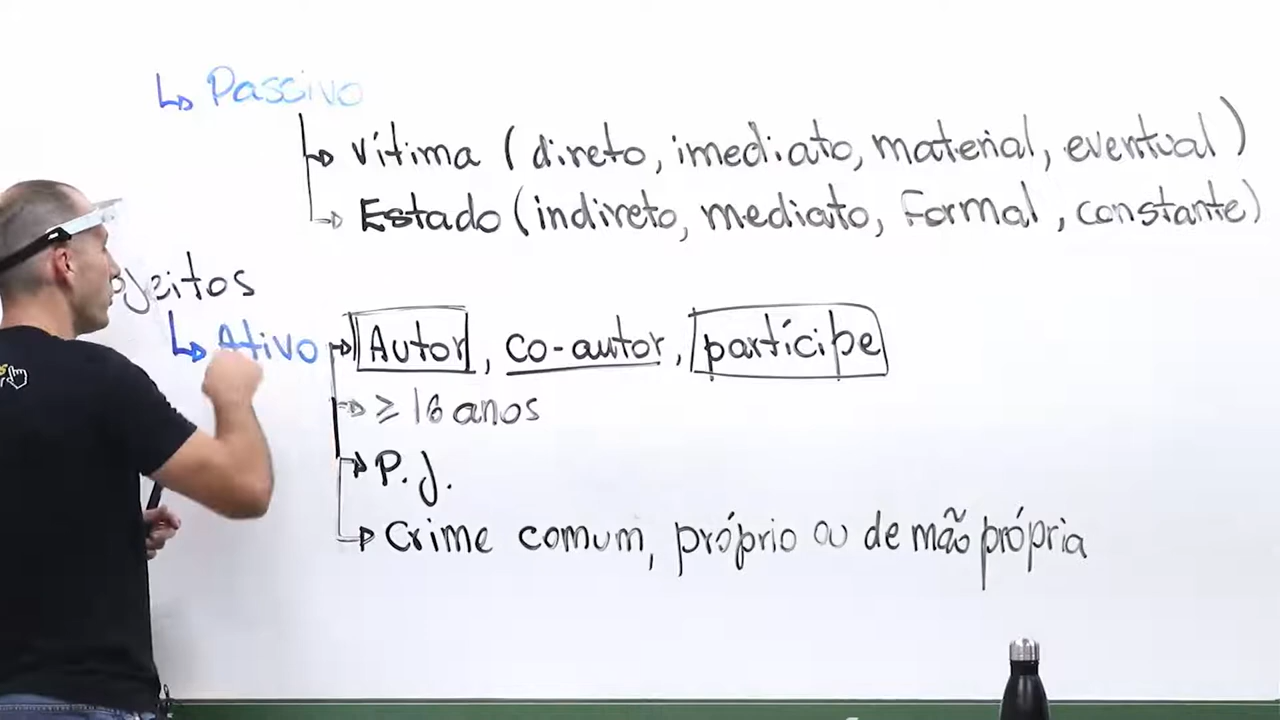 ↳ Passivo
↳ Vítima (direto, imediato, material, eventual)
→ Estado (indireto, mediato, Formal, constante)
ojeitos
↳ Ativo → Autor, co-autor, partícipe
→ ≥ 16 anos
→ P.J.
→ Crime comum, próprio ou de mão própria